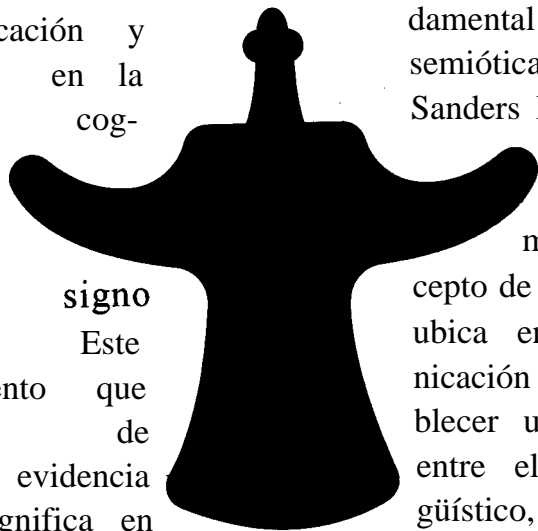 cación y
en la
cog-
signo
Este
ento que
de
evidencia
gnifica en
damental
semiótica
Sanders
cepto de
ubica en
nicación
blecer u
entre el
güístico,